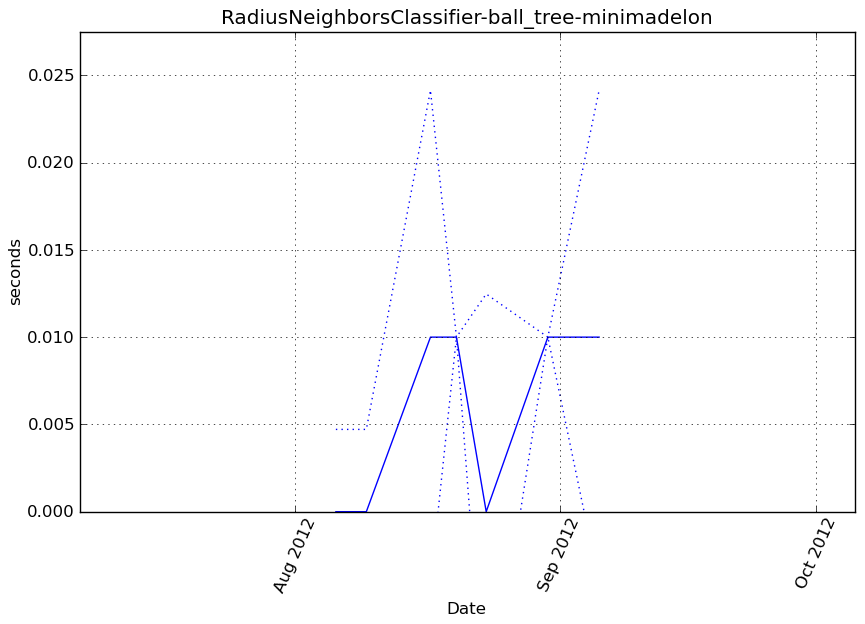 RadiusNeighborsClassifier-ball_tree-minimadelon
0.025
0.020
0.015
0.010
0.005
0.000
seconds
Aug 2012
Sep 2012
Oct 2012
Date